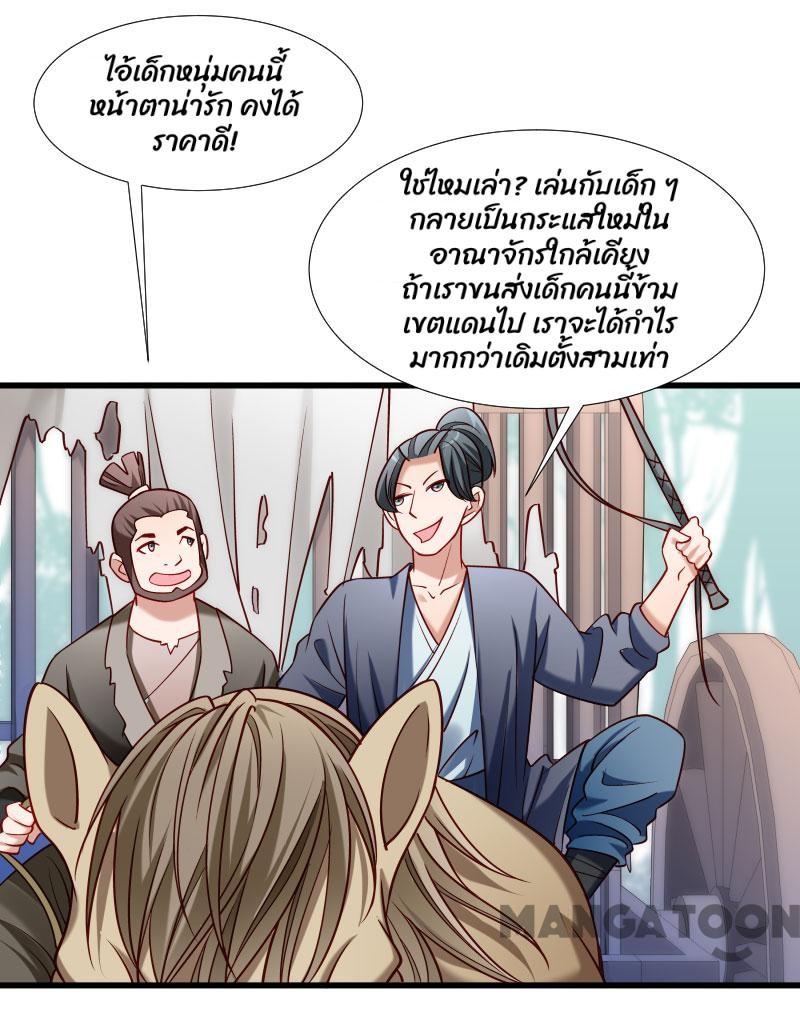 ไอ้เด็กหนุ่มคนนี้
หน้าตาน่ารัก คงได้
ราคาดี!
ใช่ไหมเล่า? เล่นกับเด็ก ๆ
กลายเป็นกระแสใหม่ใน
อาณาจักรใกล้เคียง
ถ้าเราขนส่งเด็กคนนี้ข้าม
เขตแดนไป เราจะได้กำไร
มากกว่าเดิมตั้งสามเท่า
MANGATOON